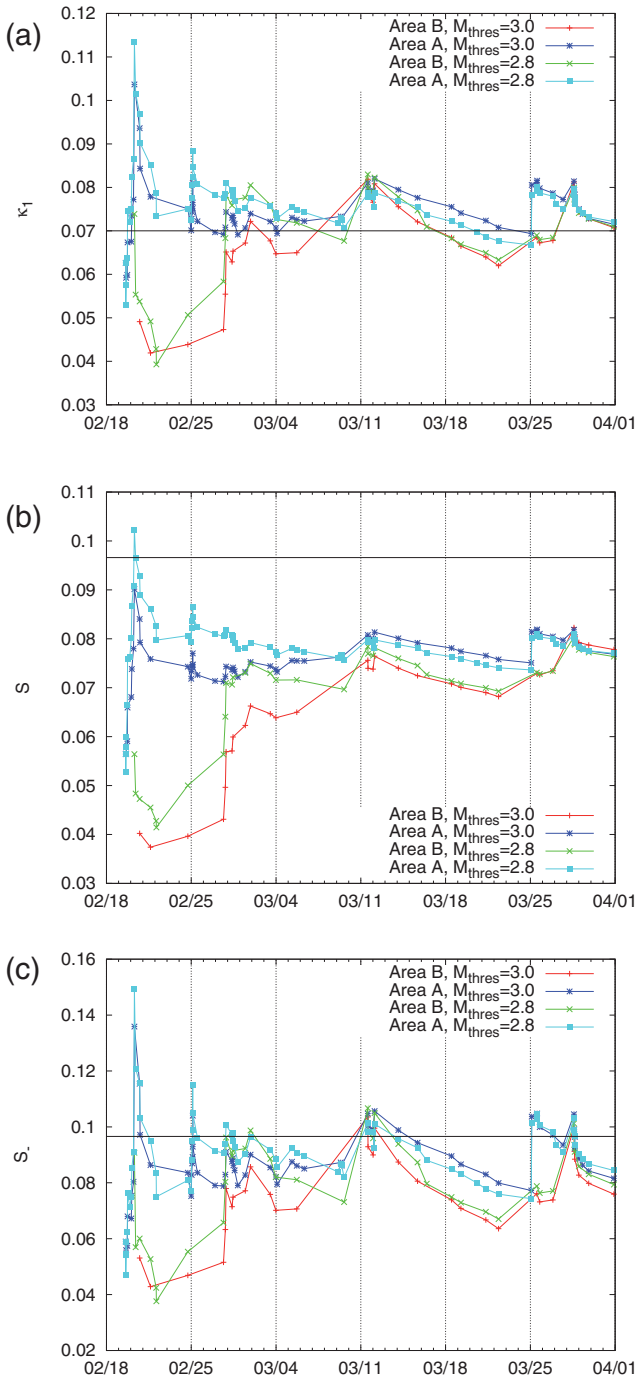 (a)
κ1
0.12
0.11
0.1
0.09
0.08
0.07
0.06
0.05
0.04
0.03
Area B, Mthres=3.0
Area A, Mthres=3.0
Area B, Mthres=2.8
Area A, Mthres=2.8
02/18 02/25 03/04 03/11 03/18 03/25 04/01
(b)
S
0.11
0.1
0.09
0.08
0.07
0.06
0.05
0.04
0.03
Area B, Mthres=3.0
Area A, Mthres=3.0
Area B, Mthres=2.8
Area A, Mthres=2.8
02/18 02/25 03/04 03/11 03/18 03/25 04/01
(c)
S-
0.16
0.14
0.12
0.1
0.08
0.06
0.04
0.02
Area B, Mthres=3.0
Area A, Mthres=3.0
Area B, Mthres=2.8
Area A, Mthres=2.8
02/18 02/25 03/04 03/11 03/18 03/25 04/01